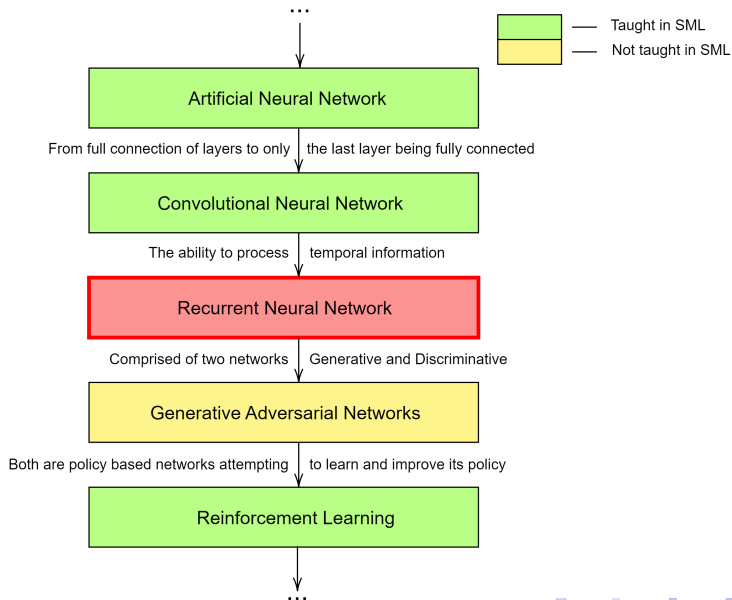 ...
Taught in SML
Not taught in SML
Artificial Neural Network
From full connection of layers to only the last layer being fully connected
Convolutional Neural Network
The ability to process temporal information
Recurrent Neural Network
Comprised of two networks Generative and Discriminative
Generative Adversarial Networks
Both are policy based networks attempting to learn and improve its policy
Reinforcement Learning
...